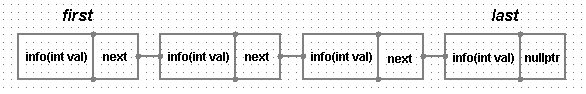 first last
info(int val) next info(int val) next info(int val) next info(int val) nullptr